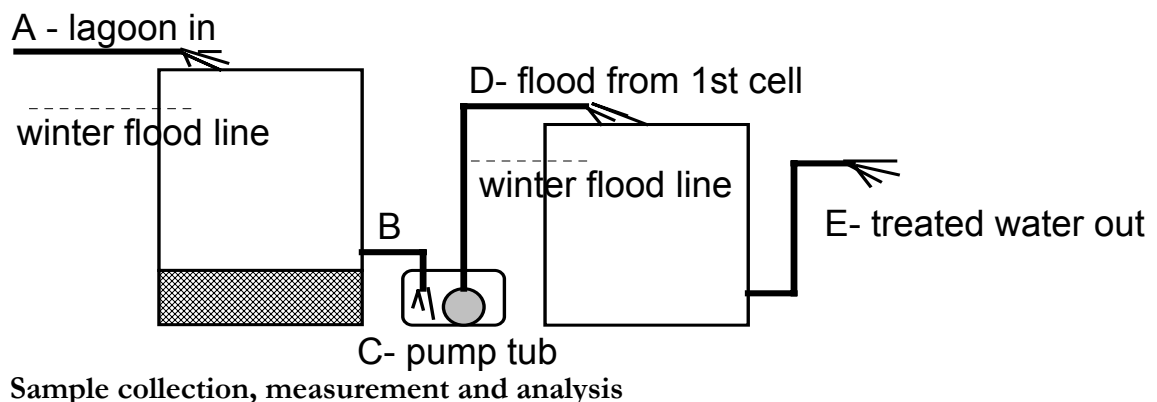 A - lagoon in
D- flood from 1st cell
winter flood line
winter flood line
B
E- treated water out
C- pump tub
Sample collection, measurement and analysis